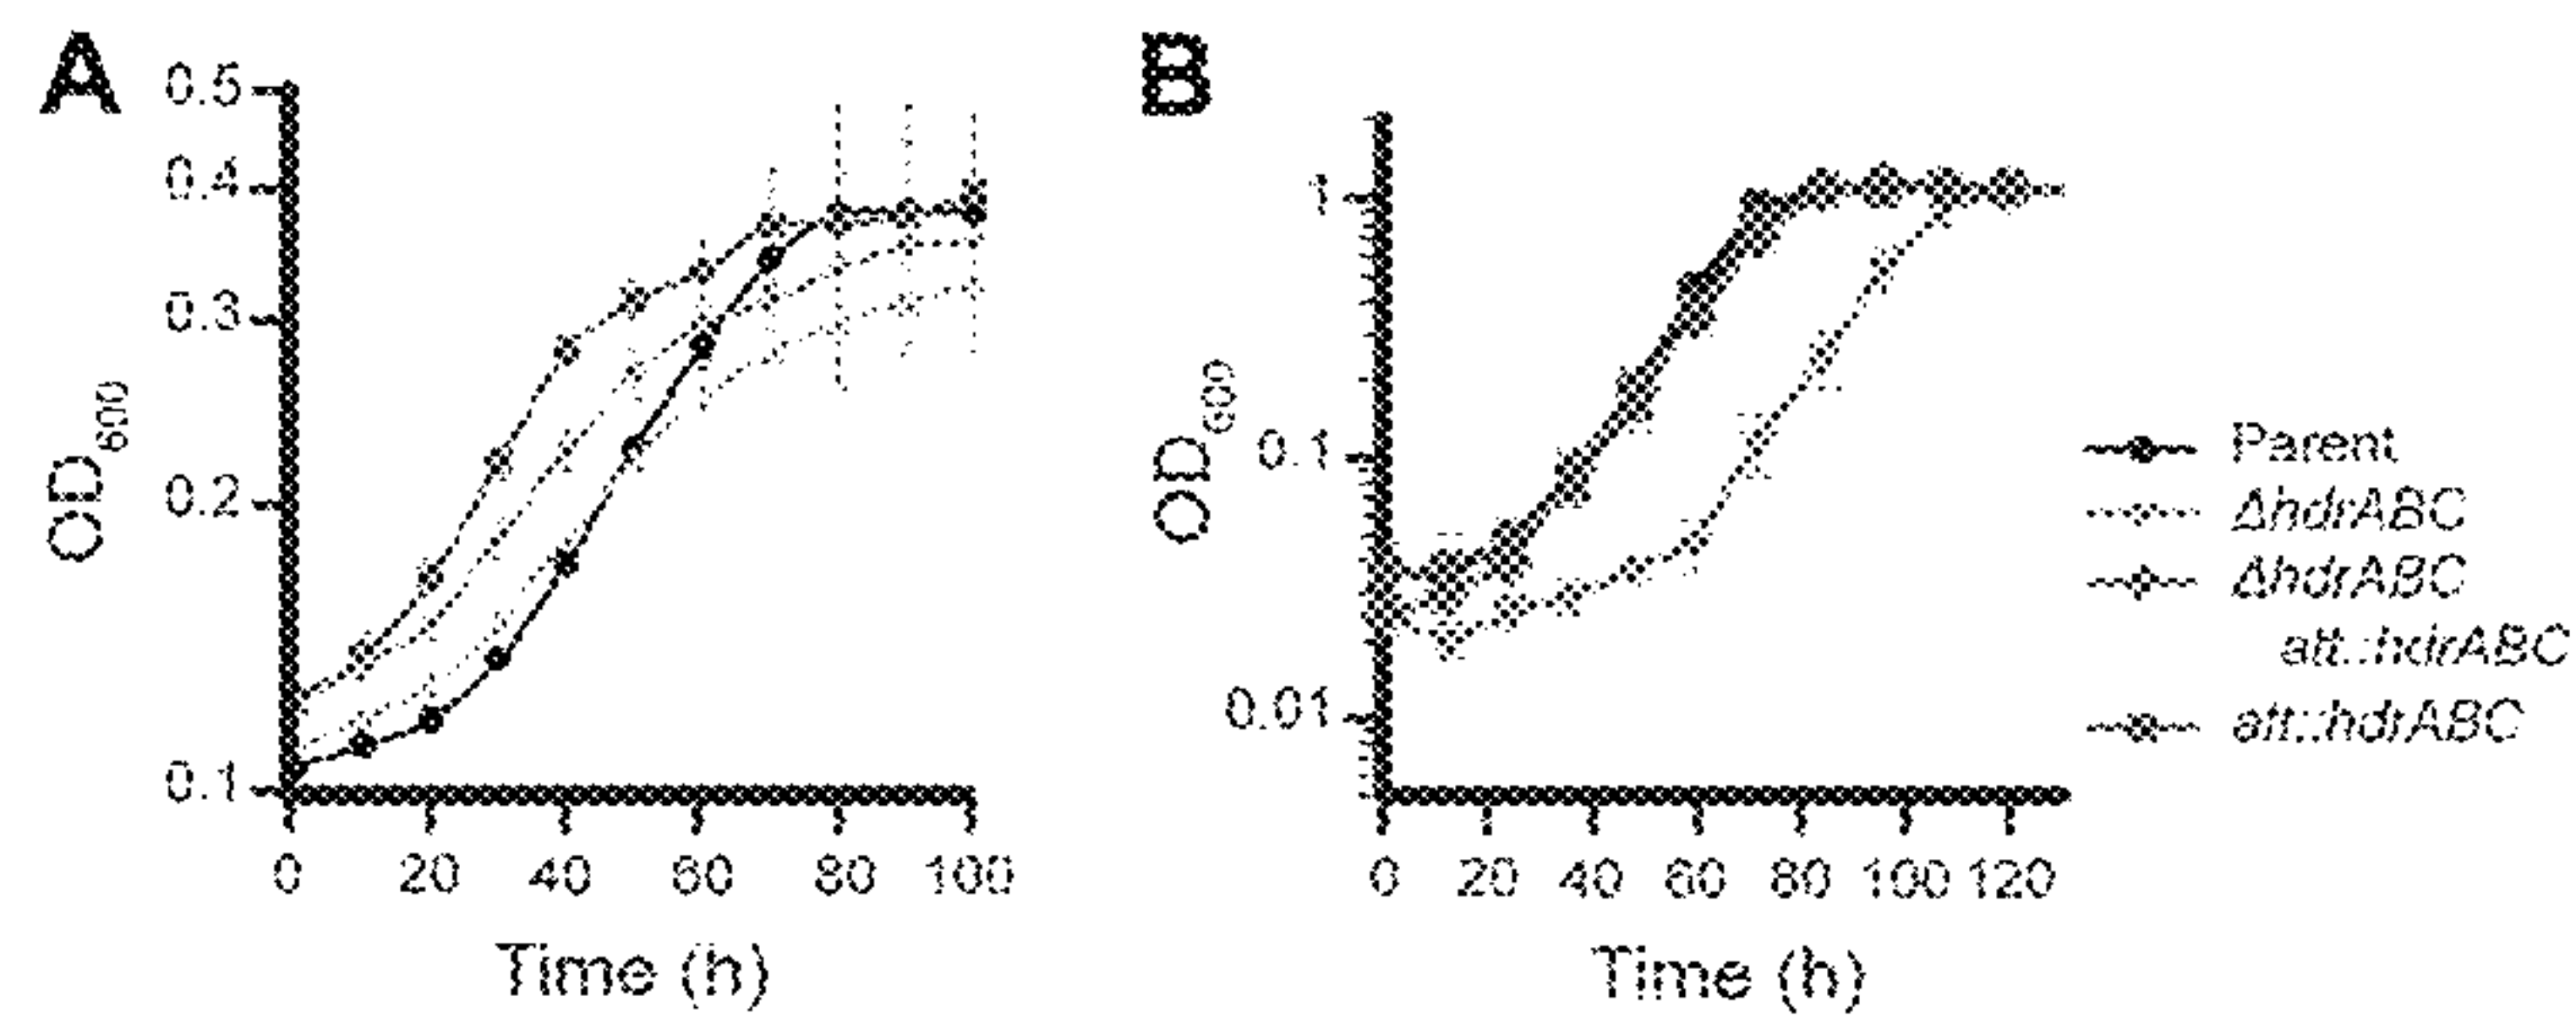 A
0.5
0.4
0.3
0.2
0.1
OD600
0 20 40 60 80 100
Time (h)
B
1
0.1
0.01
OD600
0 20 40 60 80 100 120
Time (h)
Parent
ΔhdrABC
ΔhdrABC
att::hdrABC
att::hdrABC